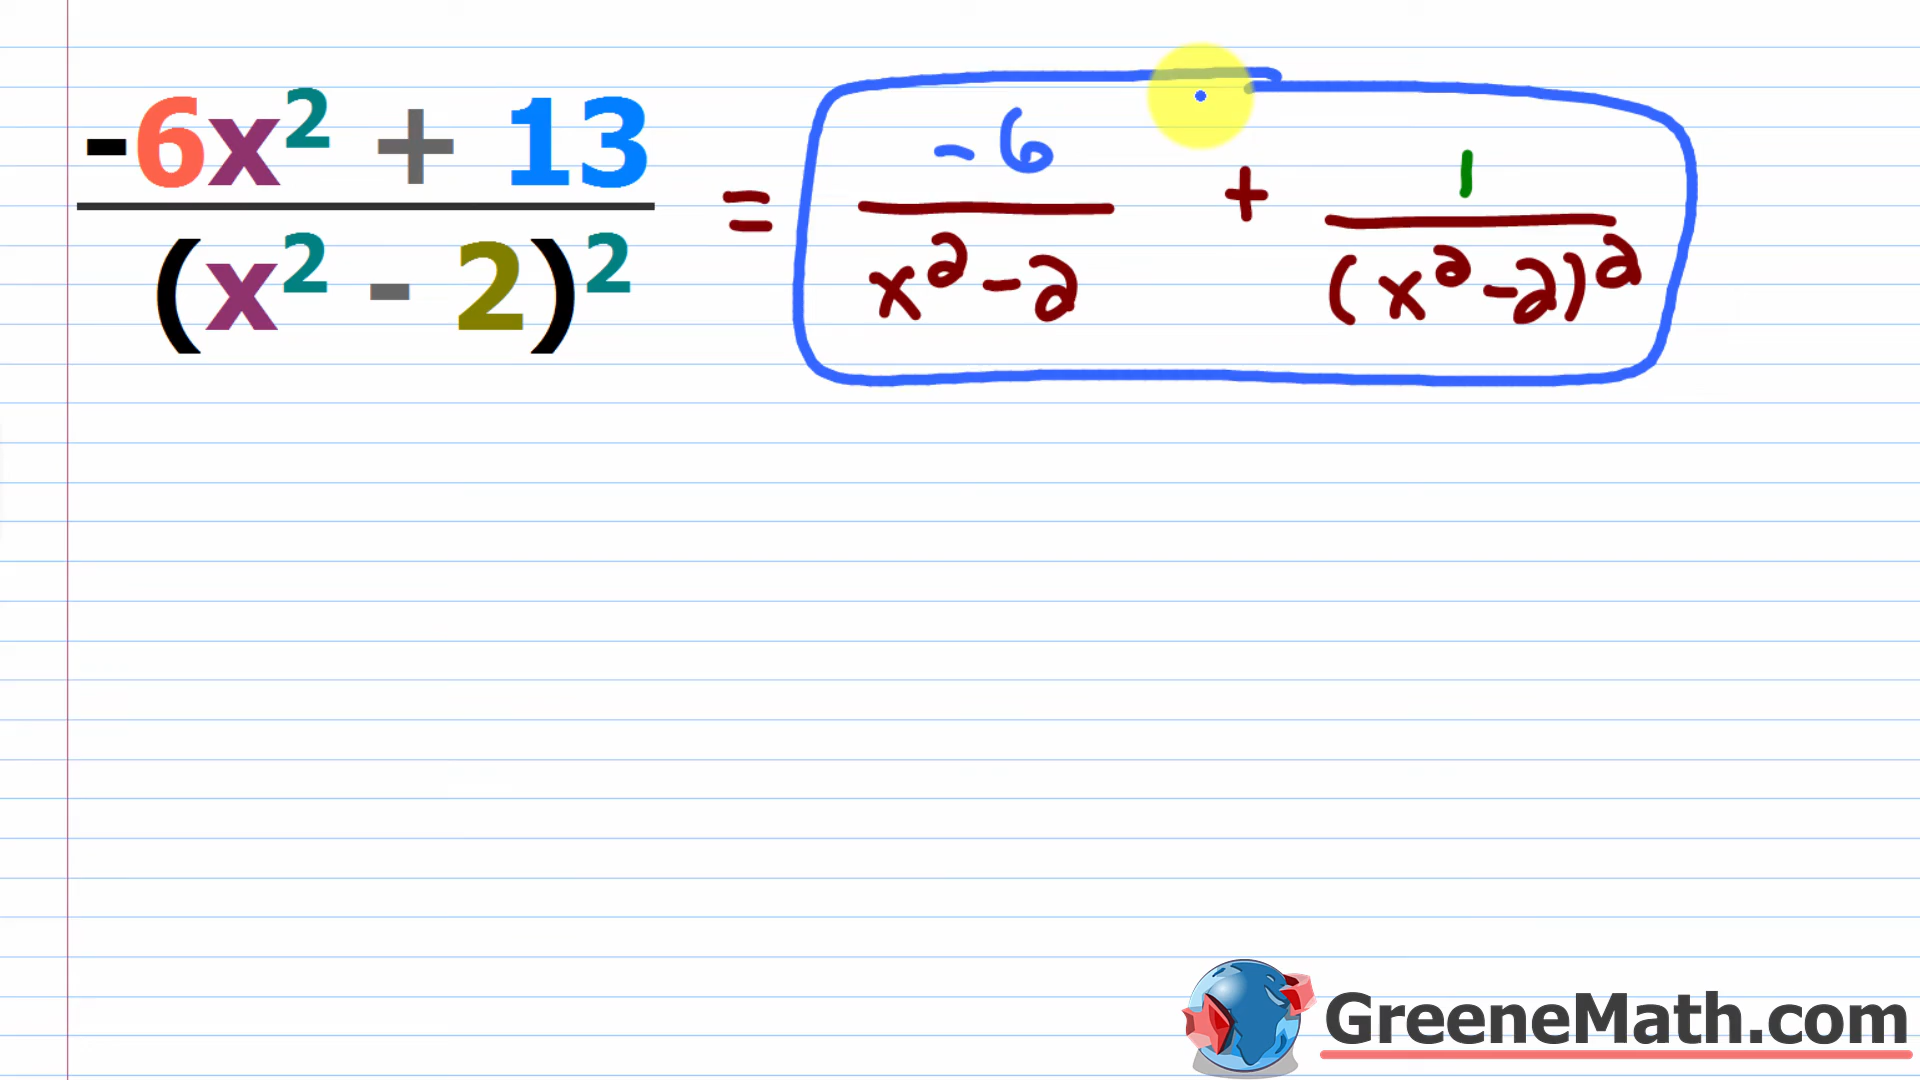 -6x² + 13 = -6 + 1
(x² - 2)² x² - 2 (x² - 2)²
GreeneMath.com